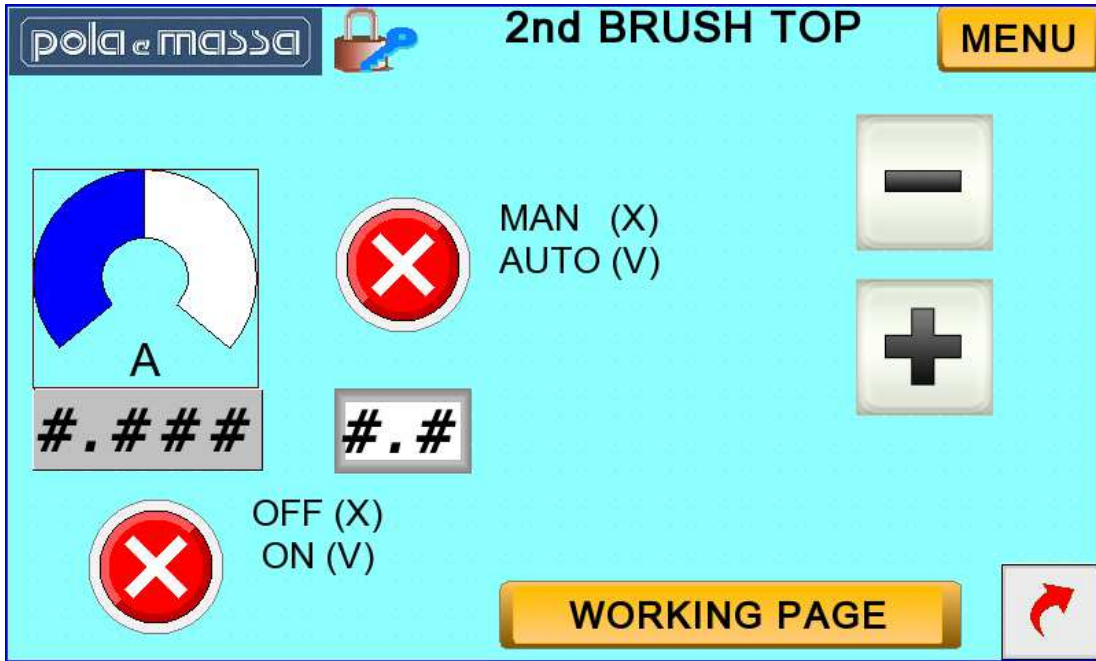 pola e massa
2nd BRUSH TOP
MENU
MAN (X)
AUTO (V)
A
#.###
#.#
OFF (X)
ON (V)
WORKING PAGE